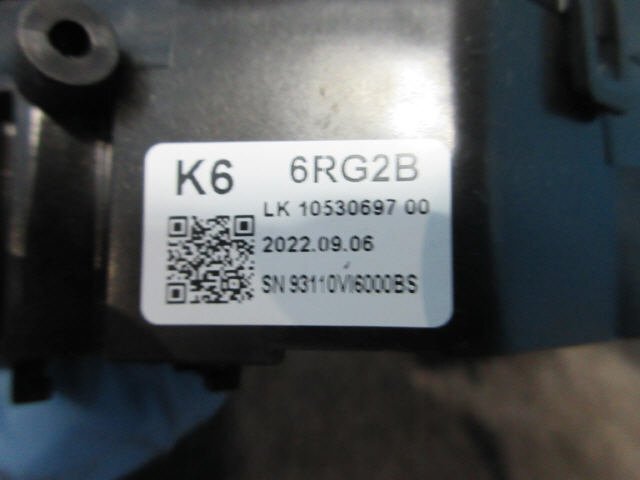 K6 6RG2B
LK 10530697 00
2022.09.06
SN 93110VI6000BS